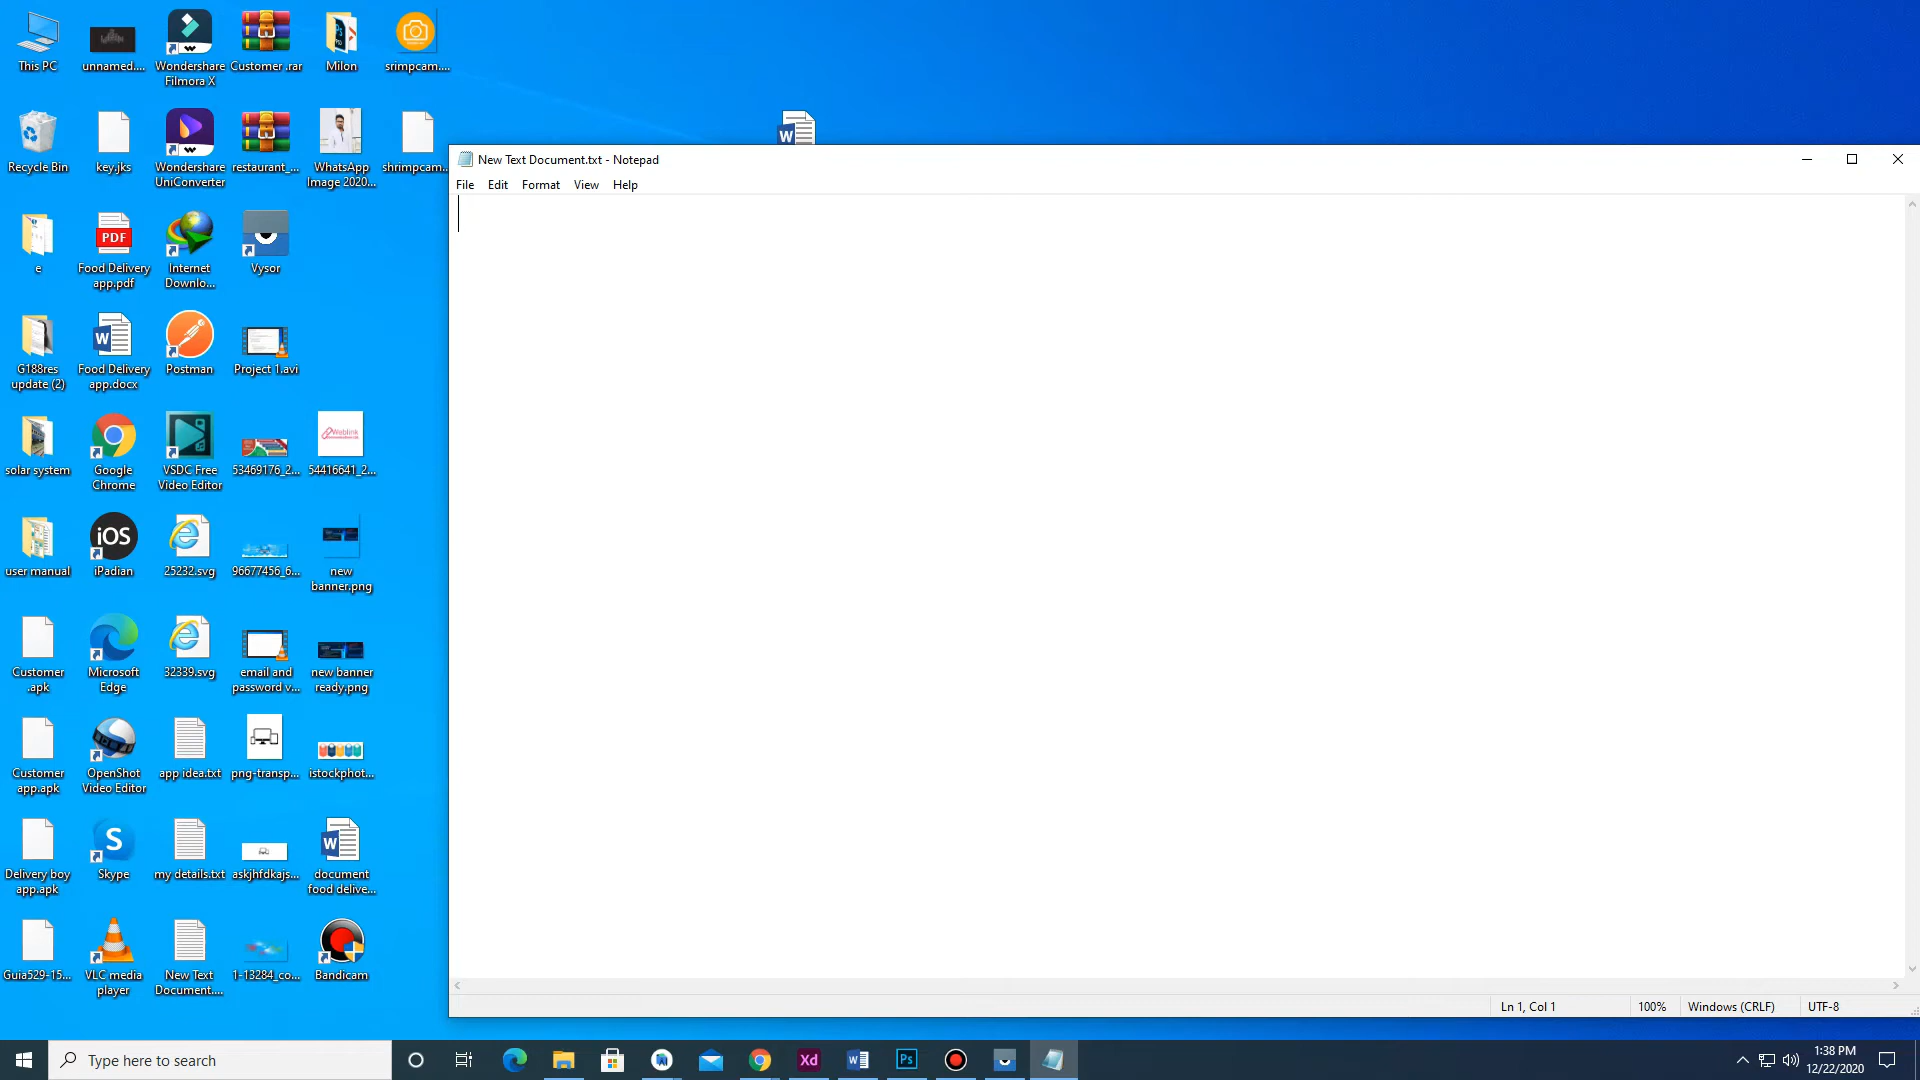 This PC
unnamed....
Wondershare
Filmora X
Customer .rar
Milon
srimpcam....
Recycle Bin
key.jks
Wondershare
UniConverter
restaurant_...
WhatsApp
Image 2020...
shrimpcam...
W
New Text Document.txt - Notepad
File Edit Format View Help
e
PDF
Food Delivery
app.pdf
Internet
Downlo...
Vysor
G188res
update (2)
W
Food Delivery
app.docx
Postman
Project 1.avi
solar system
Google
Chrome
VSDC Free
Video Editor
53469176_2...
Weblink
54416641_2...
user manual
iOS
iPadian
25232.svg
96677456_6...
new
banner.png
Customer
.apk
Microsoft
Edge
32339.svg
email and
password v...
new banner
ready.png
Customer
app.apk
OpenShot
Video Editor
app idea.txt
png-transp...
istockphot...
Delivery boy
app.apk
S
Skype
my details.txt
askjhfdkajs...
W
document
food delive...
Guia529-15...
VLC media
player
New Text
Document....
1-13284_co...
Bandicam
Ln 1, Col 1
100%
Windows (CRLF)
UTF-8
Type here to search
Xd
W
Ps
1:38 PM
12/22/2020